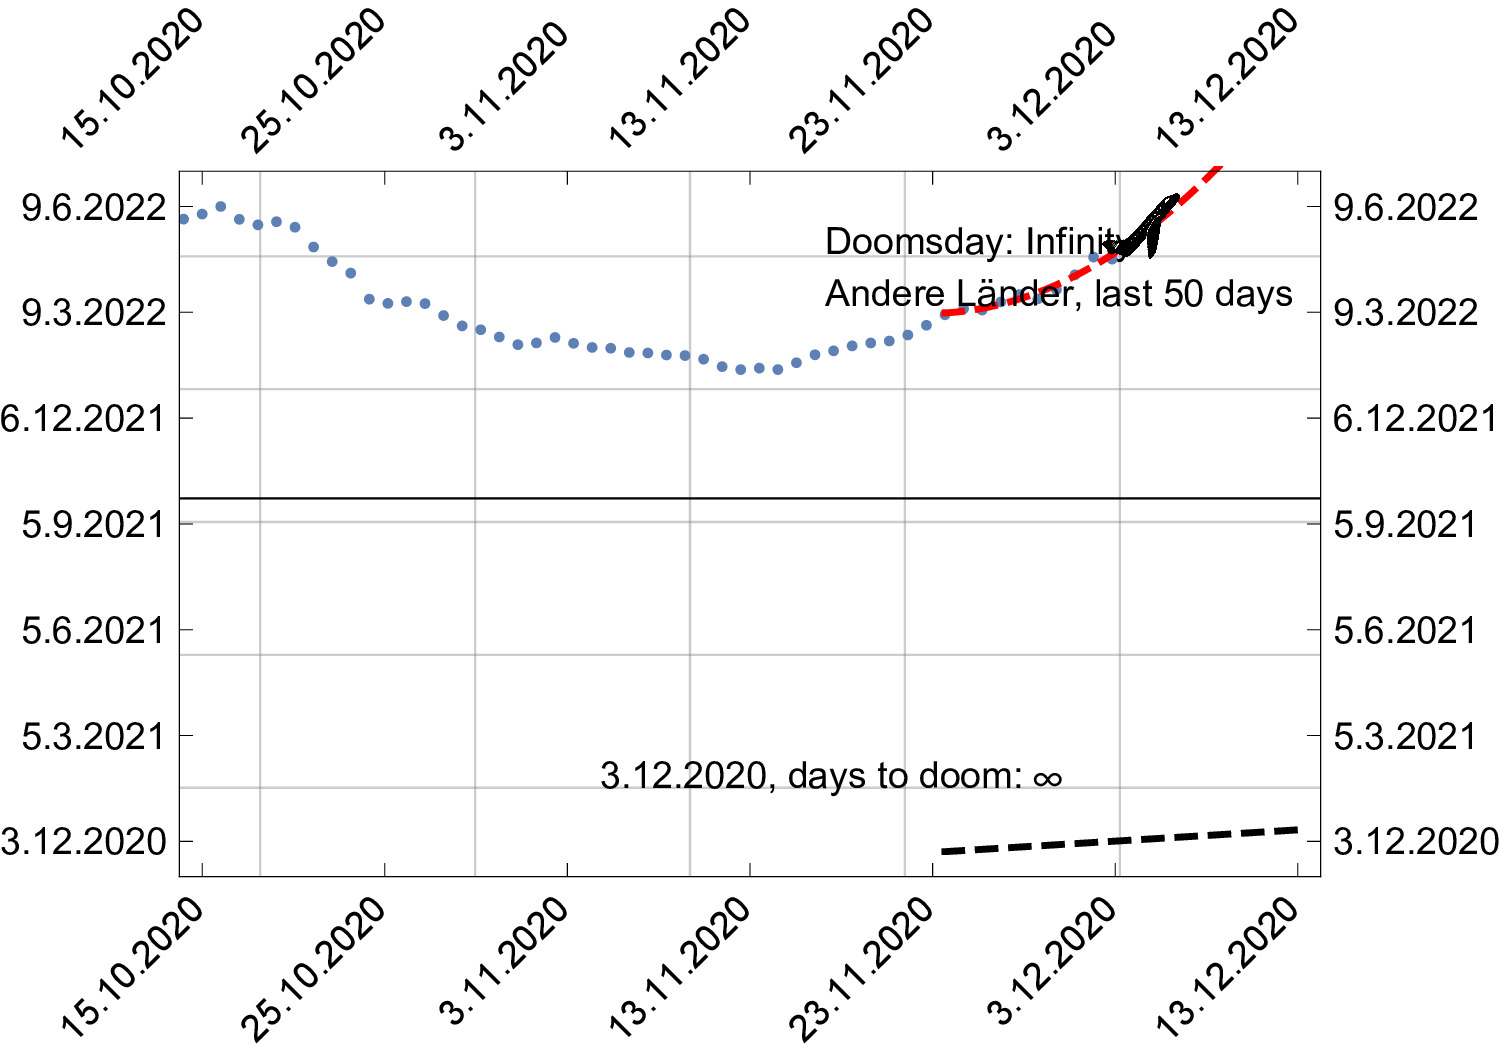 15.10.2020 25.10.2020 3.11.2020 13.11.2020 23.11.2020 3.12.2020 13.12.2020
9.6.2022 9.6.2022
Doomsday: Infinity
Andere Länder, last 50 days
9.3.2022 9.3.2022
6.12.2021 6.12.2021
5.9.2021 5.9.2021
5.6.2021 5.6.2021
5.3.2021 5.3.2021
3.12.2020, days to doom: ∞
3.12.2020 3.12.2020
15.10.2020 25.10.2020 3.11.2020 13.11.2020 23.11.2020 3.12.2020 13.12.2020